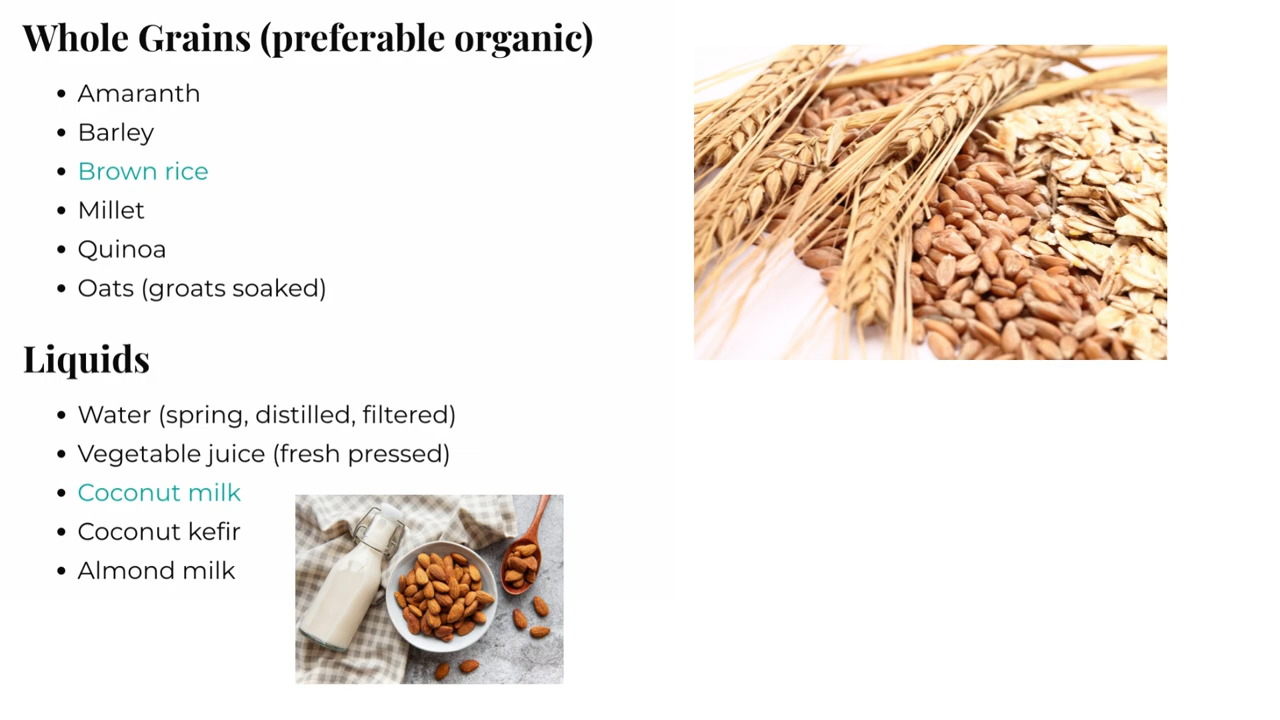 Whole Grains (preferable organic)
Amaranth
Barley
Brown rice
Millet
Quinoa
Oats (groats soaked)
Liquids
Water (spring, distilled, filtered)
Vegetable juice (fresh pressed)
Coconut milk
Coconut kefir
Almond milk